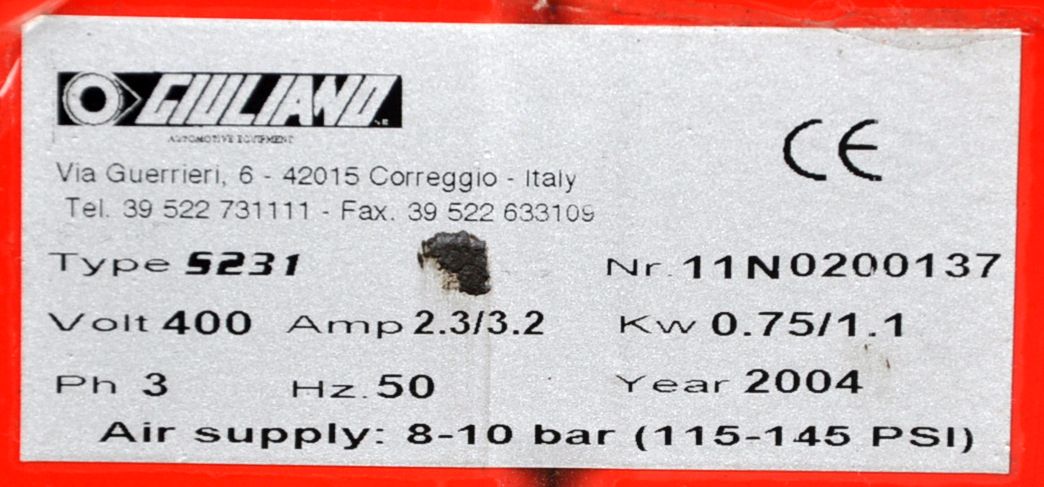 GIULIANO
AUTOMOTIVE EQUIPMENT
CE
Via Guerrieri, 6 - 42015 Correggio - Italy
Tel. 39 522 731111 - Fax. 39 522 633109
Type S231 Nr. 11N0200137
Volt 400 Amp 2.3/3.2 Kw 0.75/1.1
Ph 3 Hz. 50 Year 2004
Air supply: 8-10 bar (115-145 PSI)